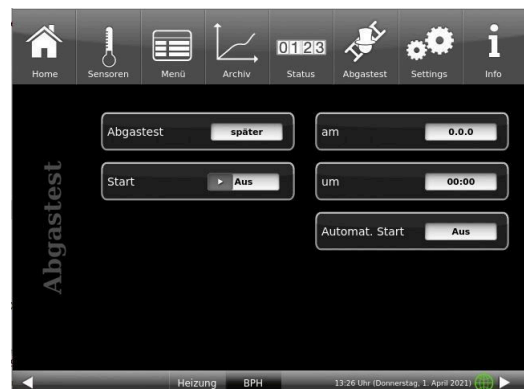 0123
Home Sensoren Menü Archiv Status Abgastest Settings Info
Abgastest
Abgastest später
am 0.0.0
Start Aus
um 00:00
Automat. Start Aus
Heizung BPH 13:26 Uhr (Donnerstag, 1. April 2021)